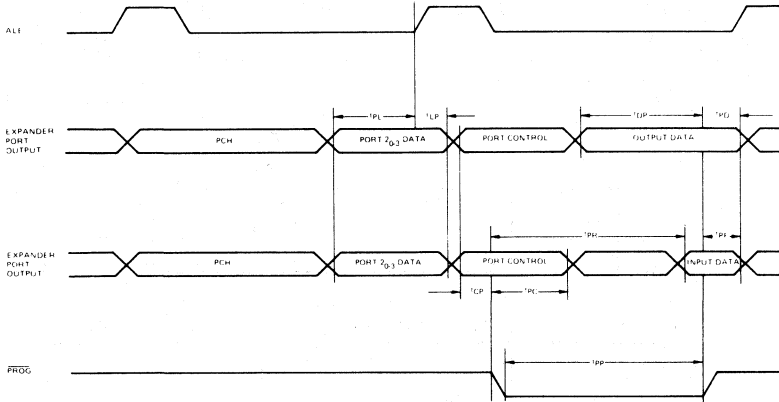 ALE
tPL
tLP
tDP
tPD
EXPANDER
PORT
OUTPUT
PCH
PORT 20-3 DATA
PORT CONTROL
OUTPUT DATA
tPF
EXPANDER
PORT
OUTPUT
PCH
PORT 20-3 DATA
PORT CONTROL
INPUT DATA
tCP
tPC
tPP
PROG